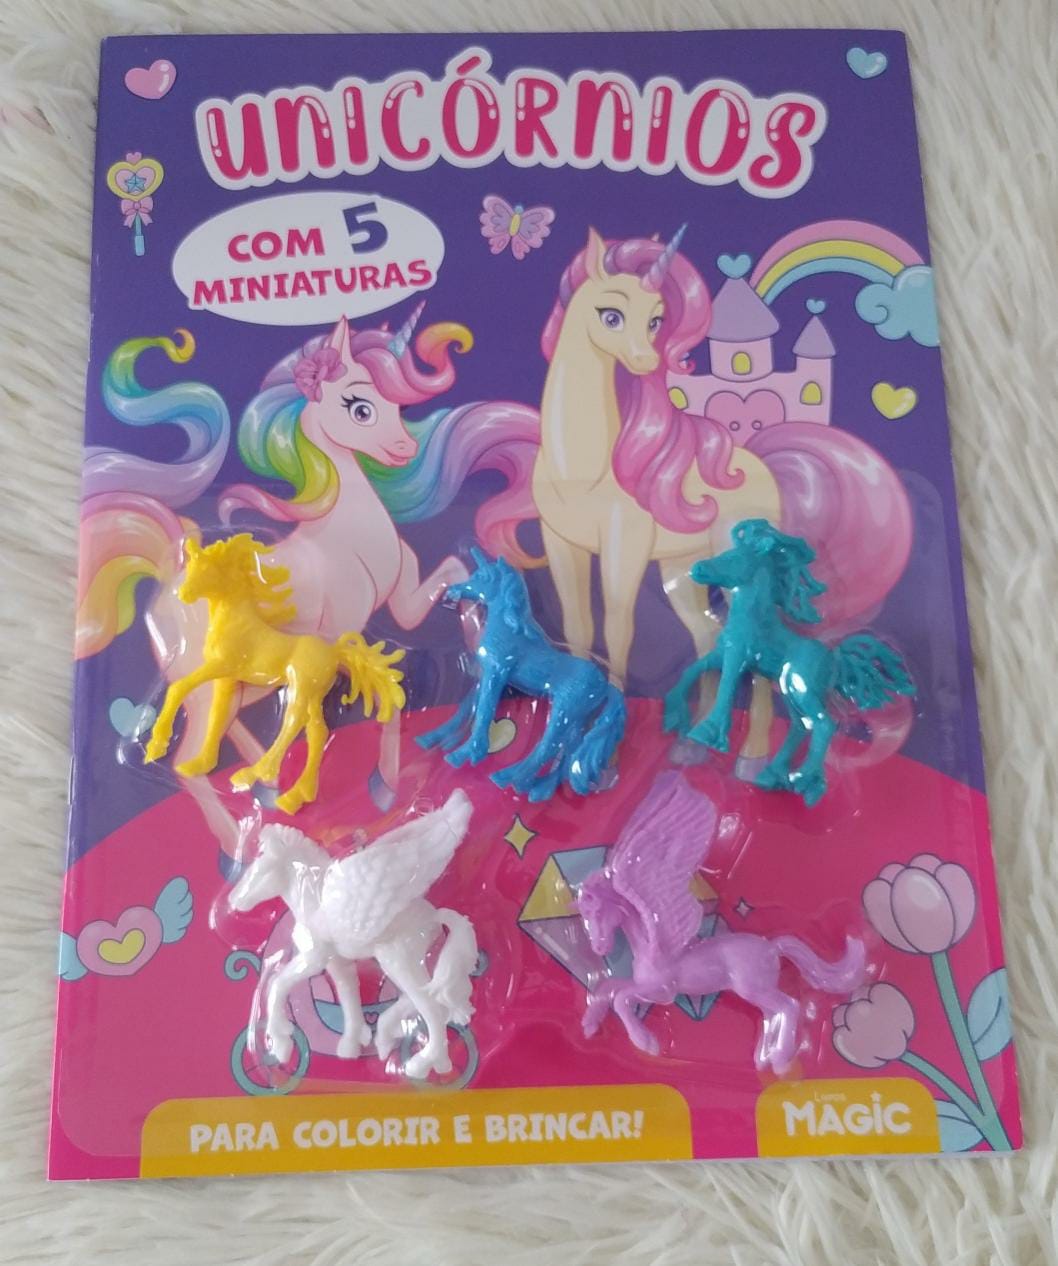 UNICÓRNIOS
COM 5
MINIATURAS
PARA COLORIR E BRINCAR!
Livros
MAGIC